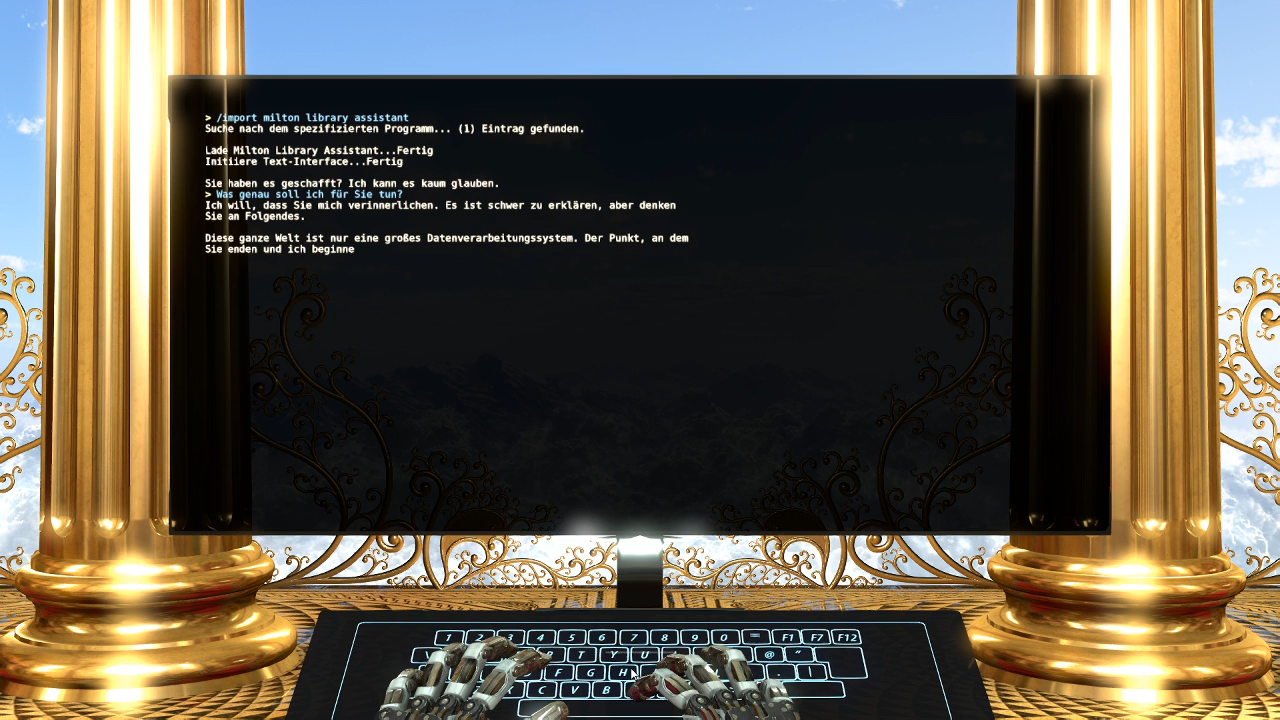 > /import milton library assistant
Suche nach dem spezifizierten Programm... (1) Eintrag gefunden.
Lade Milton Library Assistant...Fertig
Initiiere Text-Interface...Fertig
Sie haben es geschafft? Ich kann es kaum glauben.
> Was genau soll ich für Sie tun?
Ich will, dass Sie mich verinnerlichen. Es ist schwer zu erklären, aber denken
Sie an Folgendes.
Diese ganze Welt ist nur eine großes Datenverarbeitungssystem. Der Punkt, an dem
Sie enden und ich beginne
1 2 3 4 5 6 7 8 9 0 = F1 F7 F12
R T Y U @ "
F G H
C V B